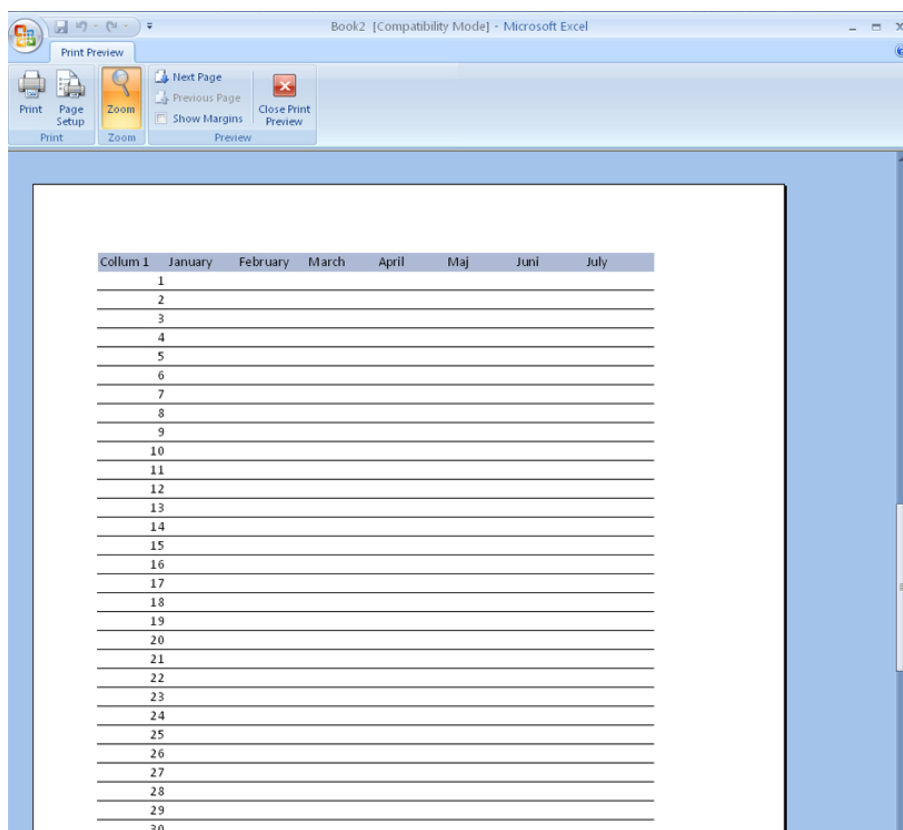 Book2 [Compatibility Mode] - Microsoft Excel
Print Preview
Print
Page Setup
Zoom
Next Page
Previous Page
Show Margins
Close Print Preview
Print
Zoom
Preview
Collum 1 January February March April Maj Juni July
1
2
3
4
5
6
7
8
9
10
11
12
13
14
15
16
17
18
19
20
21
22
23
24
25
26
27
28
29
30